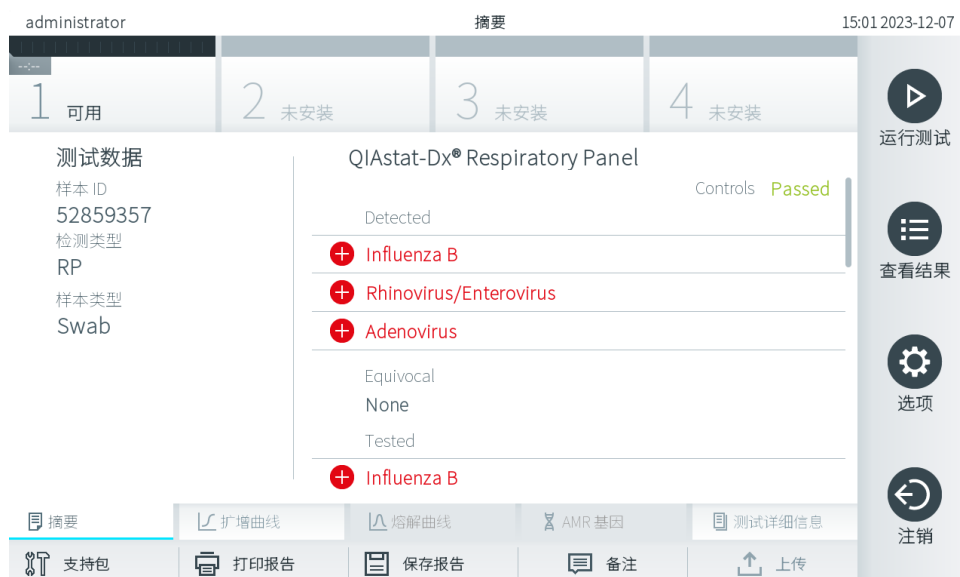 administrator
摘要
15:01 2023-12-07
--:--
1 可用
2 未安装
3 未安装
4 未安装
运行测试
测试数据
样本 ID
52859357
检测类型
RP
样本类型
Swab
QIAstat-Dx® Respiratory Panel
Controls Passed
Detected
Influenza B
Rhinovirus/Enterovirus
Adenovirus
Equivocal
None
Tested
Influenza B
查看结果
选项
注销
摘要
扩增曲线
熔解曲线
AMR 基因
测试详细信息
支持包
打印报告
保存报告
备注
上传